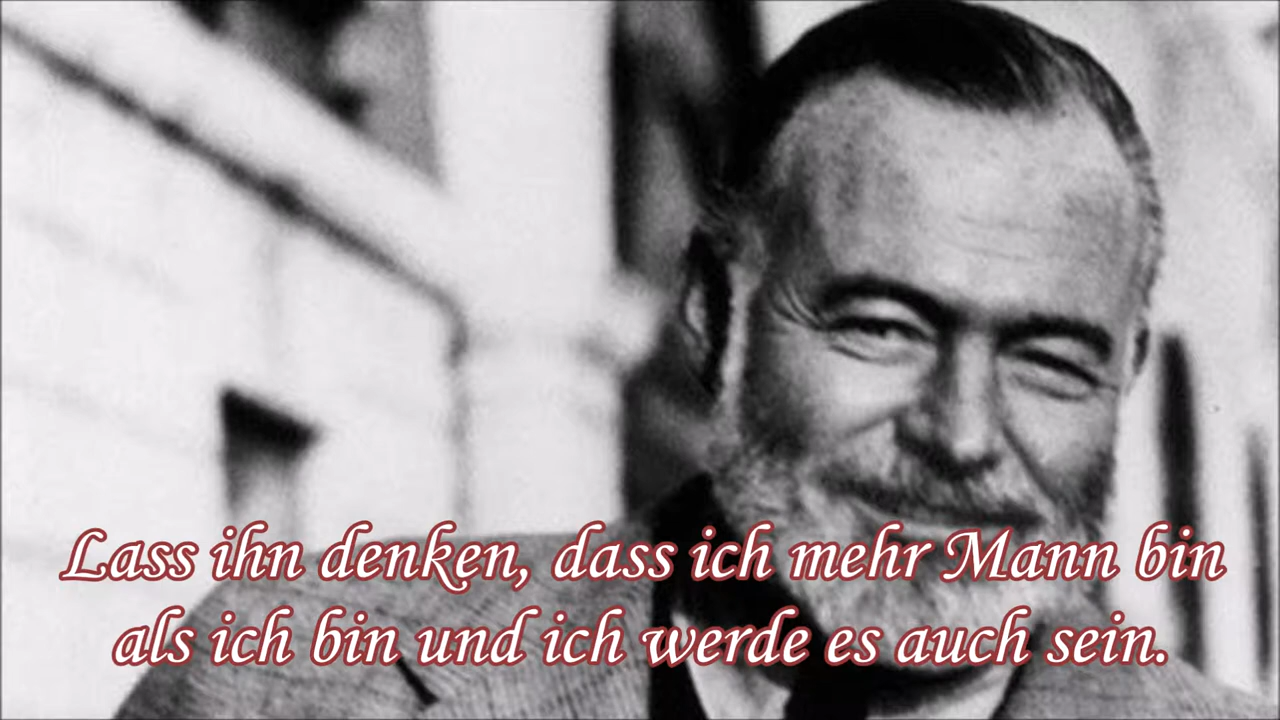 Lass ihn denken, dass ich mehr Mann bin
als ich bin und ich werde es auch sein.